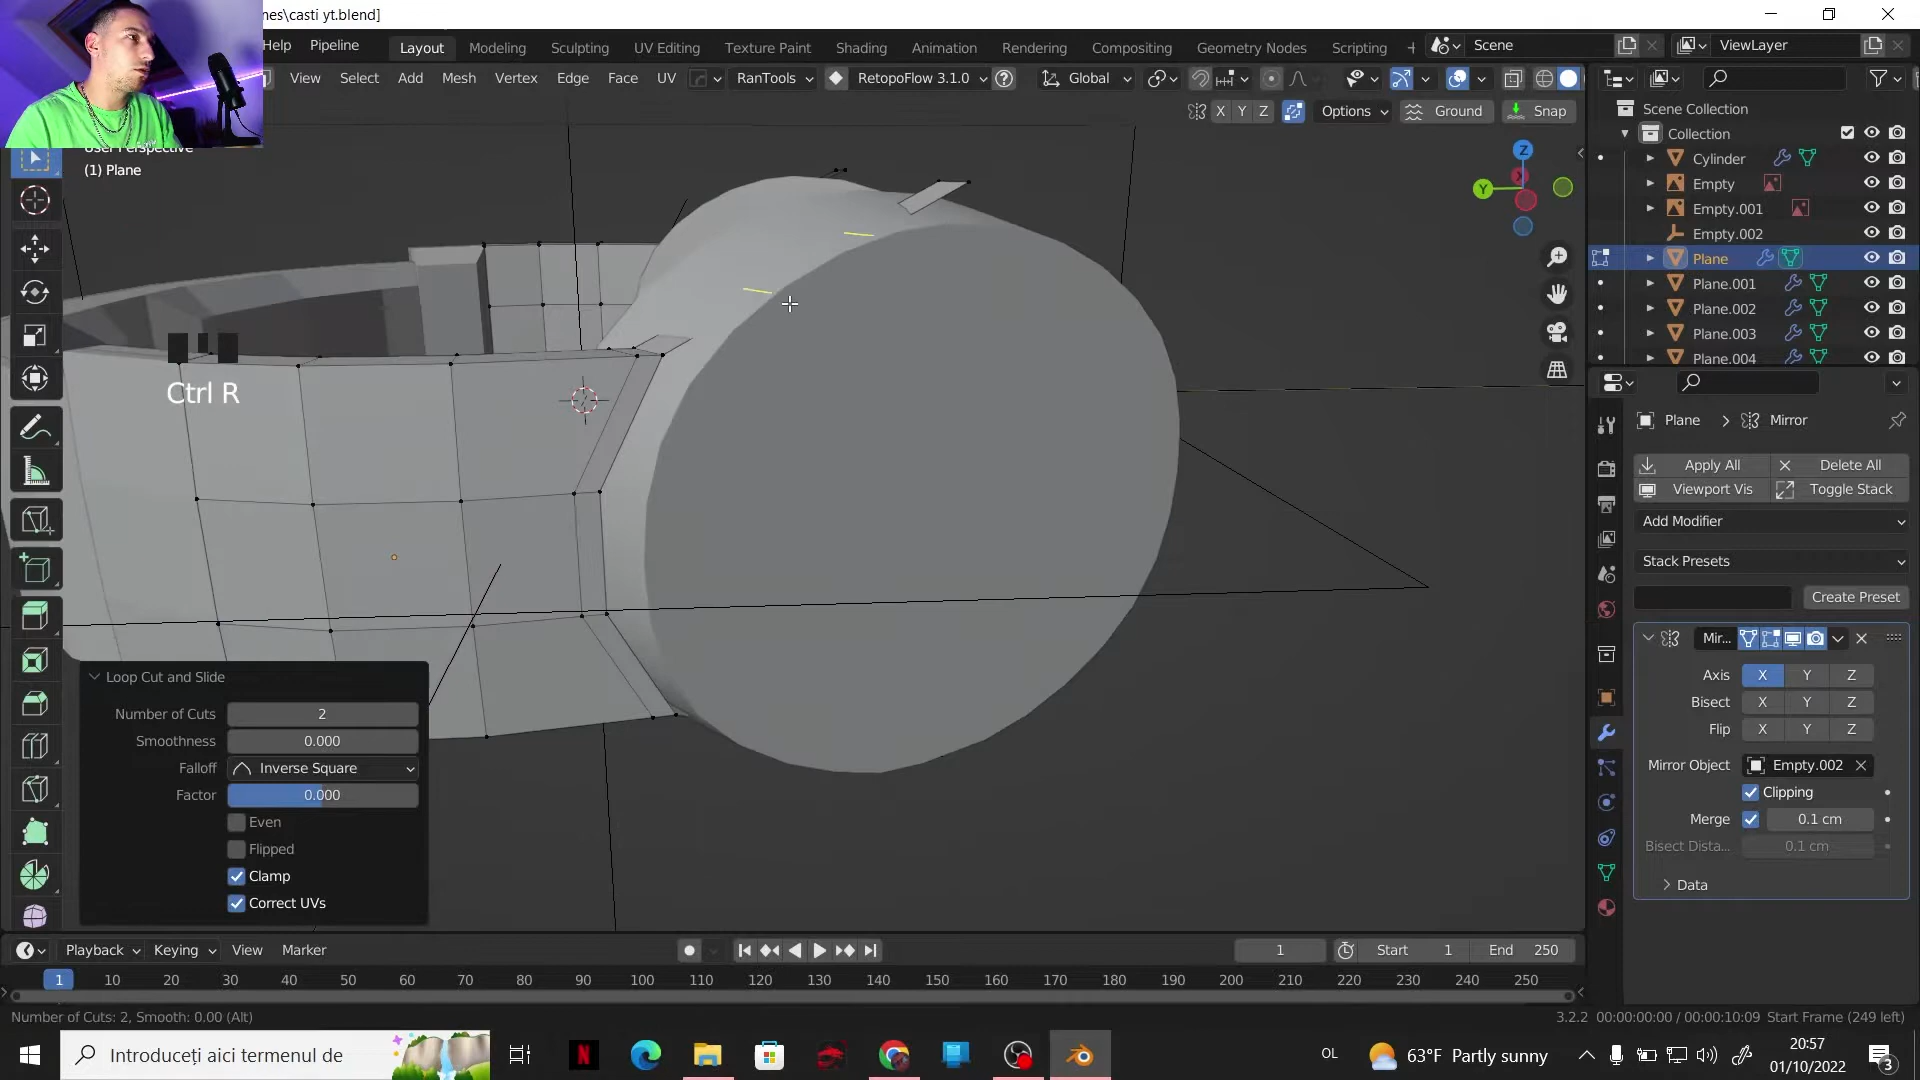 nes\casti yt.blend]
Help Pipeline Layout Modeling Sculpting UV Editing Texture Paint Shading Animation Rendering Compositing Geometry Nodes Scripting + Scene ViewLayer
View Select Add Mesh Vertex Edge Face UV RanTools RetopoFlow 3.1.0 Global
X Y Z Options Ground Snap
User Perspective
(1) Plane
Z
Y
X
Ctrl R
Loop Cut and Slide
Number of Cuts 2
Smoothness 0.000
Falloff Inverse Square
Factor 0.000
Even
Flipped
Clamp
Correct UVs
Scene Collection
Collection
Cylinder
Empty
Empty.001
Empty.002
Plane
Plane.001
Plane.002
Plane.003
Plane.004
Plane > Mirror
Apply All Delete All
Viewport Vis Toggle Stack
Add Modifier
Stack Presets
Create Preset
Mir...
Axis X Y Z
Bisect X Y Z
Flip X Y Z
Mirror Object Empty.002
Clipping
Merge 0.1 cm
Bisect Dista... 0.1 cm
Data
Playback Keying View Marker 1 Start 1 End 250
1 10 20 30 40 50 60 70 80 90 100 110 120 130 140 150 160 170 180 190 200 210 220 230 240 250
Number of Cuts: 2, Smooth: 0.00 (Alt) 3.2.2 00:00:00:00 / 00:00:10:09 Start Frame (249 left)
Introduceți aici termenul de
N
OL
63°F Partly sunny
20:57
01/10/2022
3